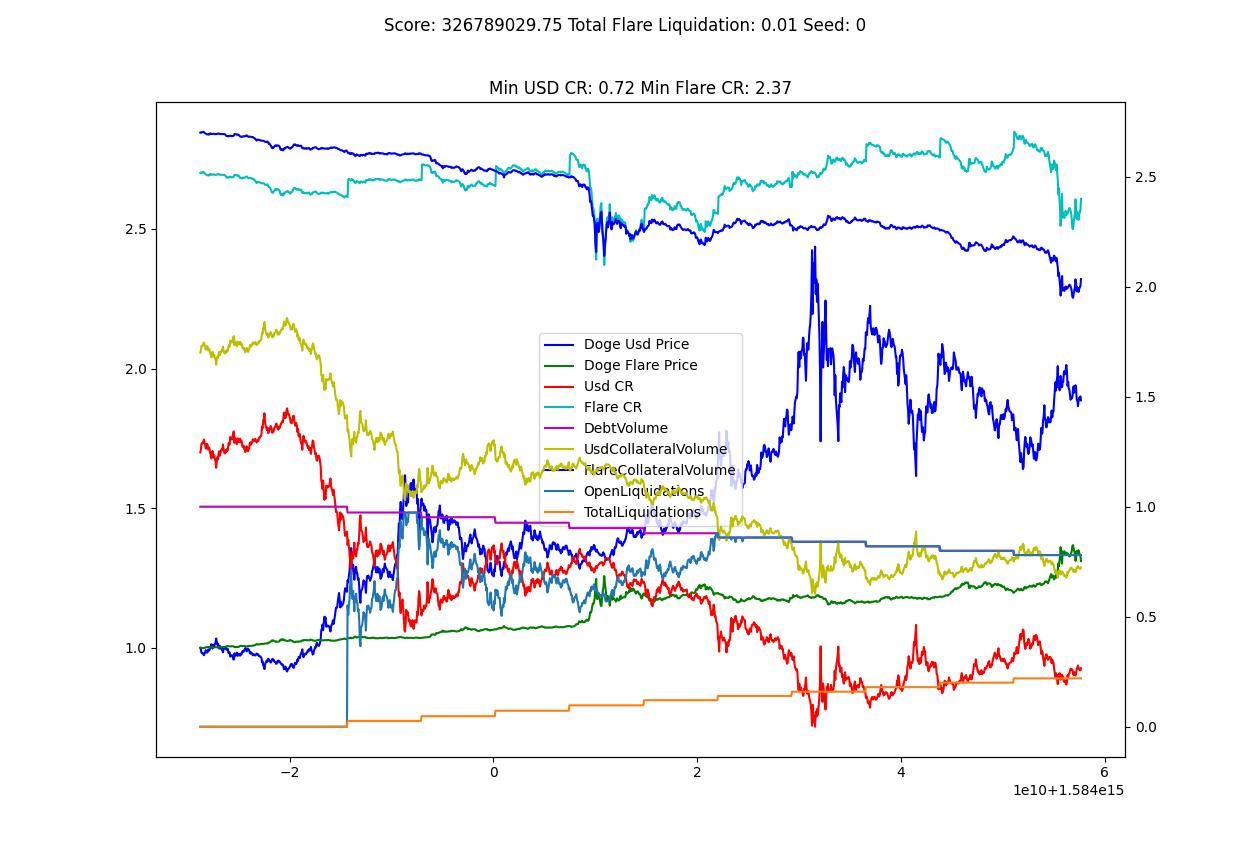 Score: 326789029.75 Total Flare Liquidation: 0.01 Seed: 0
Min USD CR: 0.72 Min Flare CR: 2.37
2.5
2.0
1.5
1.0
2.5
2.0
1.5
1.0
0.5
0.0
Doge Usd Price
Doge Flare Price
Usd CR
Flare CR
DebtVolume
UsdCollateralVolume
FlareCollateralVolume
OpenLiquidations
TotalLiquidations
−2 0 2 4 6
1e10+1.584e15